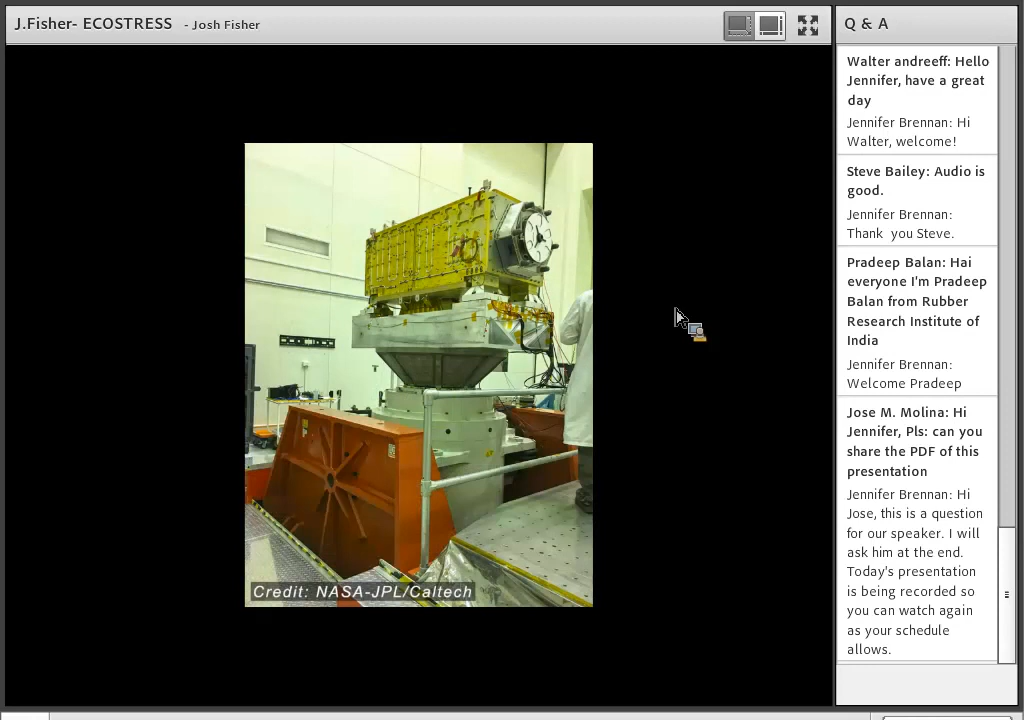 J.Fisher- ECOSTRESS - Josh Fisher
Q & A
Walter andreeff: Hello
Jennifer, have a great
day
Jennifer Brennan: Hi
Walter, welcome!
Steve Bailey: Audio is
good.
Jennifer Brennan:
Thank you Steve.
Pradeep Balan: Hai
everyone I'm Pradeep
Balan from Rubber
Research Institute of
India
Jennifer Brennan:
Welcome Pradeep
Jose M. Molina: Hi
Jennifer, Pls: can you
share the PDF of this
presentation
Jennifer Brennan: Hi
Jose, this is a question
for our speaker. I will
ask him at the end.
Today's presentation
is being recorded so
you can watch again
as your schedule
allows.
Credit: NASA-JPL/Caltech